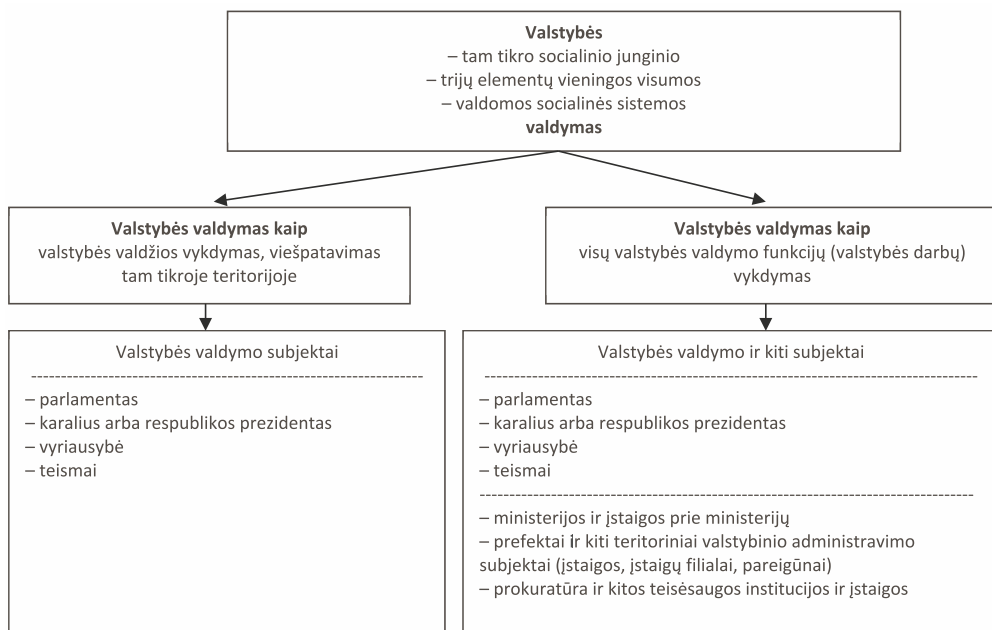 Valstybės
– tam tikro socialinio junginio
– trijų elementų vieningos visumos
– valdomos socialinės sistemos
valdymas
Valstybės valdymas kaip
valstybės valdžios vykdymas, viešpatavimas
tam tikroje teritorijoje
Valstybės valdymas kaip
visų valstybės valdymo funkcijų (valstybės darbų)
vykdymas
Valstybės valdymo subjektai
– parlamentas
– karalius arba respublikos prezidentas
– vyriausybė
– teismai
Valstybės valdymo ir kiti subjektai
– parlamentas
– karalius arba respublikos prezidentas
– vyriausybė
– teismai
– ministerijos ir įstaigos prie ministerijų
– prefektai ir kiti teritoriniai valstybinio administravimo
subjektai (įstaigos, įstaigų filialai, pareigūnai)
– prokuratūra ir kitos teisėsaugos institucijos ir įstaigos